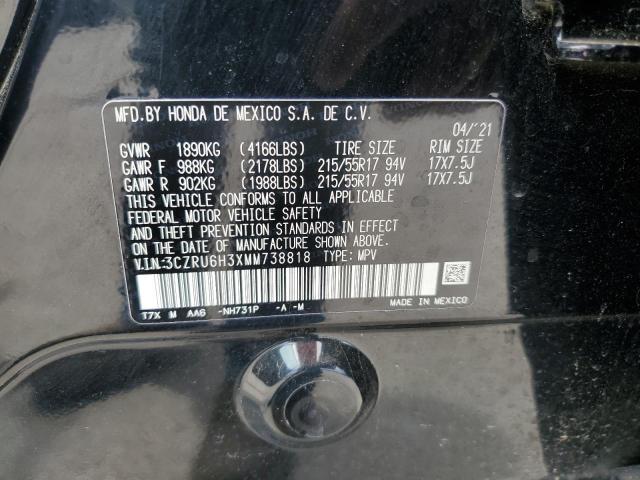 MFD.BY HONDA DE MEXICO S.A. DE C.V.
04/'21
GVWR 1890KG (4166LBS) TIRE SIZE RIM SIZE
GAWR F 988KG (2178LBS) 215/55R17 94V 17X7.5J
GAWR R 902KG (1988LBS) 215/55R17 94V 17X7.5J
THIS VEHICLE CONFORMS TO ALL APPLICABLE
FEDERAL MOTOR VEHICLE SAFETY
AND THEFT PREVENTION STANDARDS IN EFFECT
ON THE DATE OF MANUFACTURE SHOWN ABOVE.
V.I.N:3CZRU6H3XMM738818 TYPE: MPV
MADE IN MEXICO
T7X M AA6 -NH731P -A -M